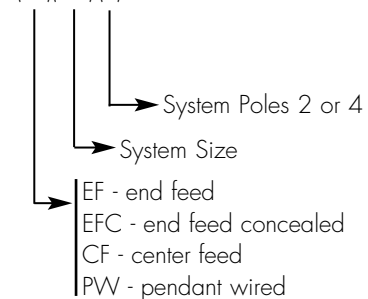 System Poles 2 or 4
System Size
EF - end feed
EFC - end feed concealed
CF - center feed
PW - pendant wired